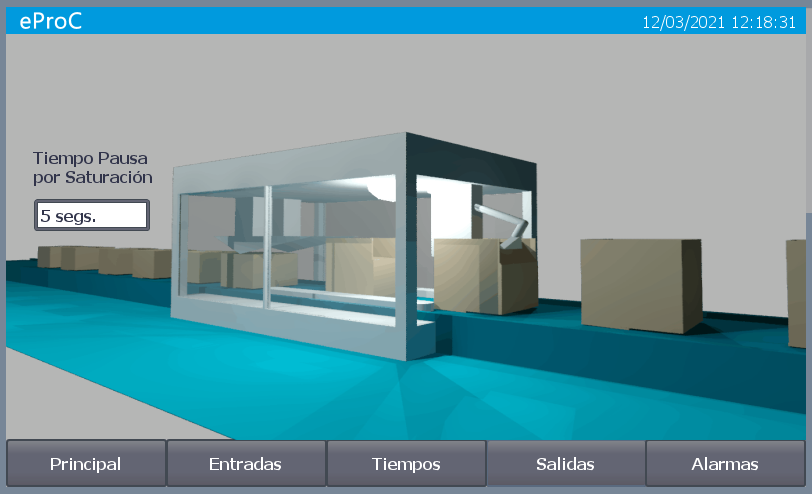 eProC
12/03/2021 12:18:31
Tiempo Pausa
por Saturación
5 segs.
Principal
Entradas
Tiempos
Salidas
Alarmas